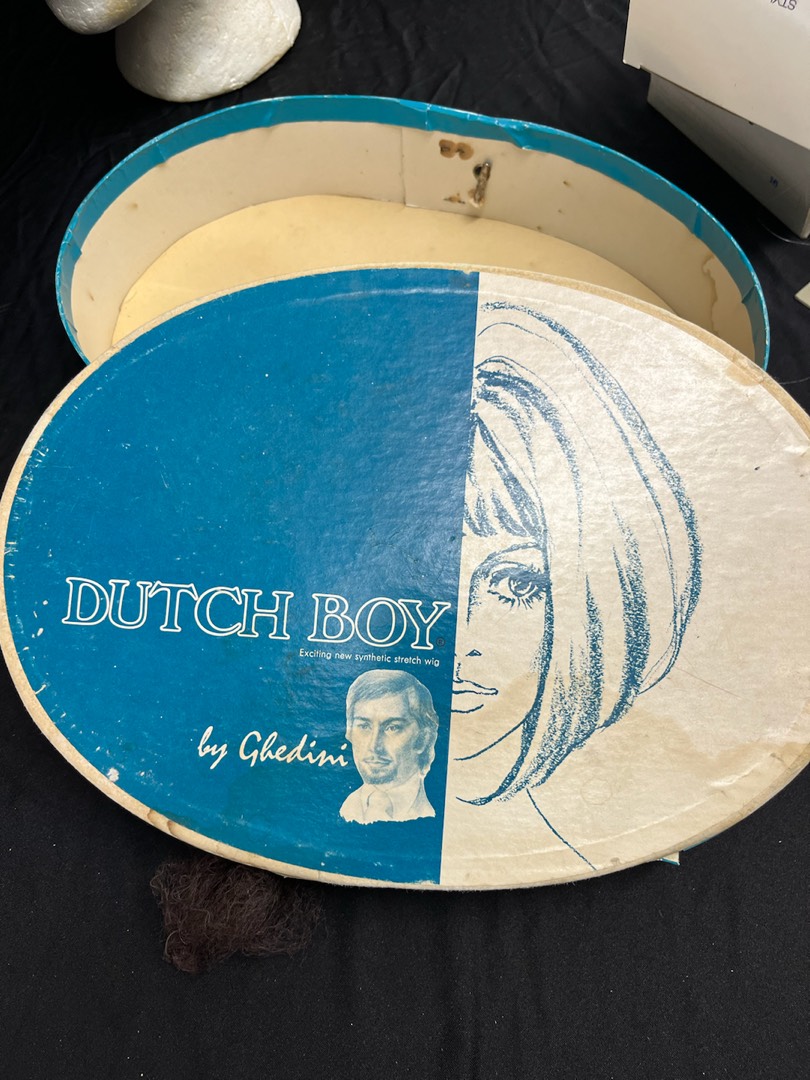 DUTCH BOY®
Exciting new synthetic stretch wig
by Ghedini